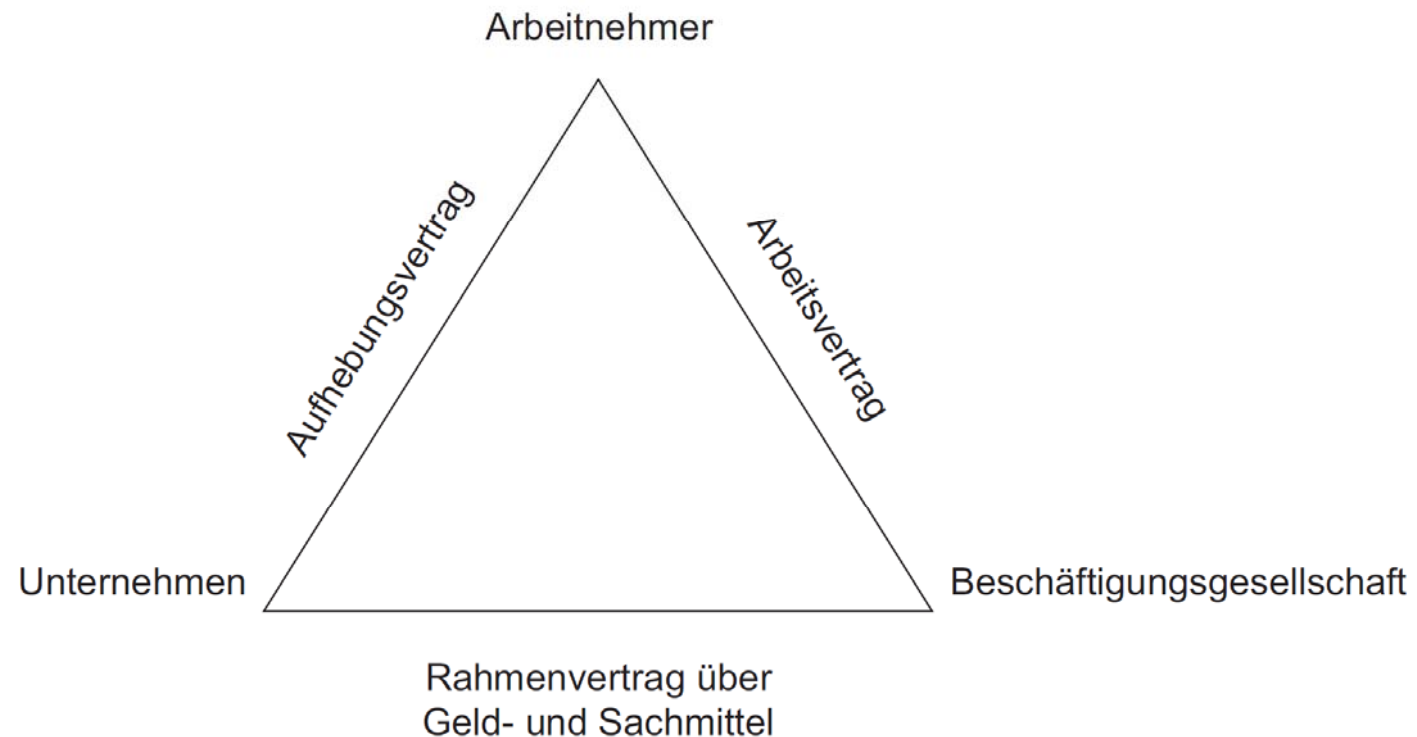 Arbeitnehmer
Aufhebungsvertrag
Arbeitsvertrag
Unternehmen
Beschäftigungsgesellschaft
Rahmenvertrag über
Geld- und Sachmittel